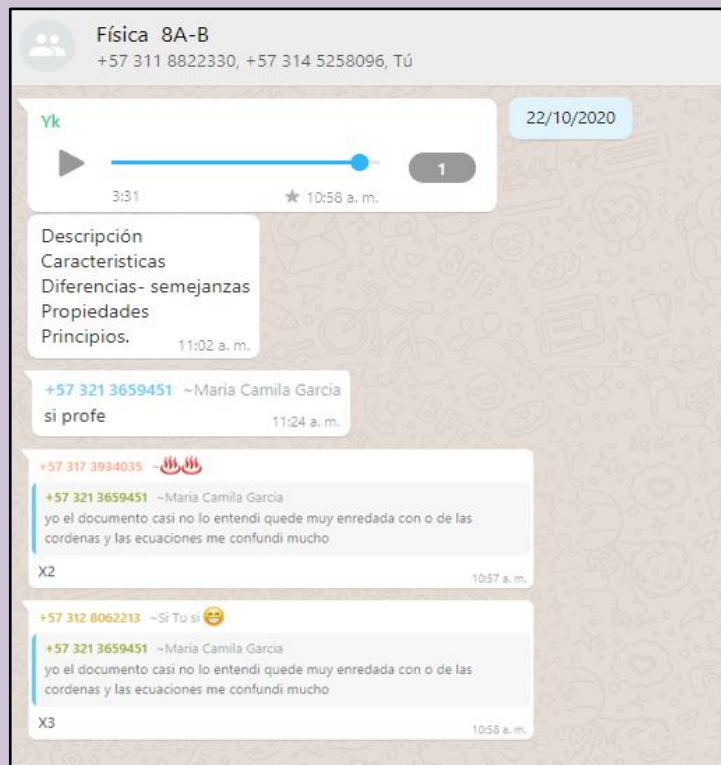 Física 8A-B
+57 311 8822330, +57 314 5258096, Tú
22/10/2020
Yk
1
3:31
10:58 a. m.
Descripción
Caracteristicas
Diferencias- semejanzas
Propiedades
Principios.
11:02 a. m.
+57 321 3659451 ~Maria Camila Garcia
si profe
11:24 a. m.
+57 317 3934035 ~♨♨
+57 321 3659451 ~Maria Camila Garcia
yo el documento casi no lo entendi quede muy enredada con o de las
cordenas y las ecuaciones me confundi mucho
X2
10:57 a. m.
+57 312 8062213 ~Si Tu si 😁
+57 321 3659451 ~Maria Camila Garcia
yo el documento casi no lo entendi quede muy enredada con o de las
cordenas y las ecuaciones me confundi mucho
X3
10:58 a. m.